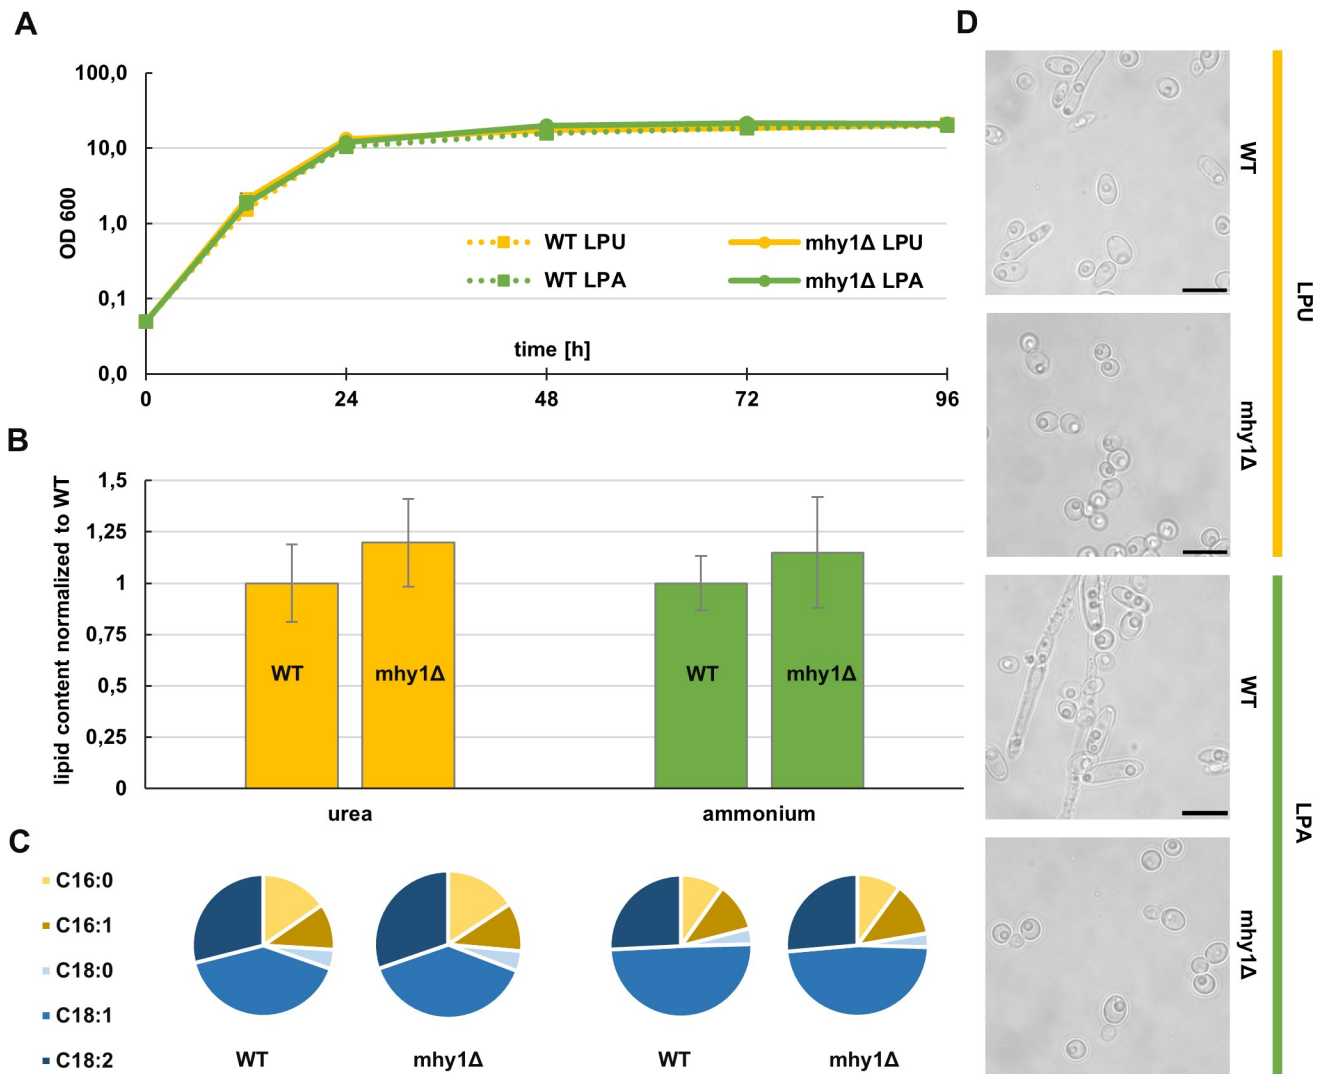 A
100,0
10,0
1,0
0,1
0,0
OD 600
WT LPU
mhy1Δ LPU
WT LPA
mhy1Δ LPA
time [h]
0
24
48
72
96
B
lipid content normalized to WT
1,5
1,25
1
0,75
0,5
0,25
0
WT
mhy1Δ
WT
mhy1Δ
urea
ammonium
C
C16:0
C16:1
C18:0
C18:1
C18:2
WT
mhy1Δ
WT
mhy1Δ
D
WT
mhy1Δ
LPU
WT
mhy1Δ
LPA